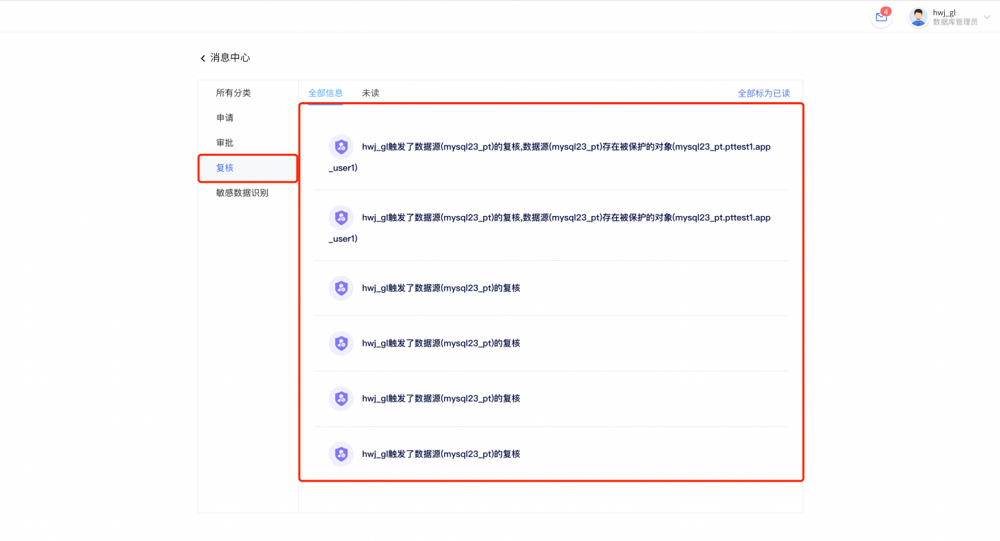 4
hwj_gl
数据库管理员
消息中心
所有分类
申请
审批
复核
敏感数据识别
全部信息
未读
全部标为已读
hwj_gl触发了数据源(mysql23_pt)的复核,数据源(mysql23_pt)存在被保护的对象(mysql23_pt.pttest1.app
_user1)
hwj_gl触发了数据源(mysql23_pt)的复核,数据源(mysql23_pt)存在被保护的对象(mysql23_pt.pttest1.app
_user1)
hwj_gl触发了数据源(mysql23_pt)的复核
hwj_gl触发了数据源(mysql23_pt)的复核
hwj_gl触发了数据源(mysql23_pt)的复核
hwj_gl触发了数据源(mysql23_pt)的复核